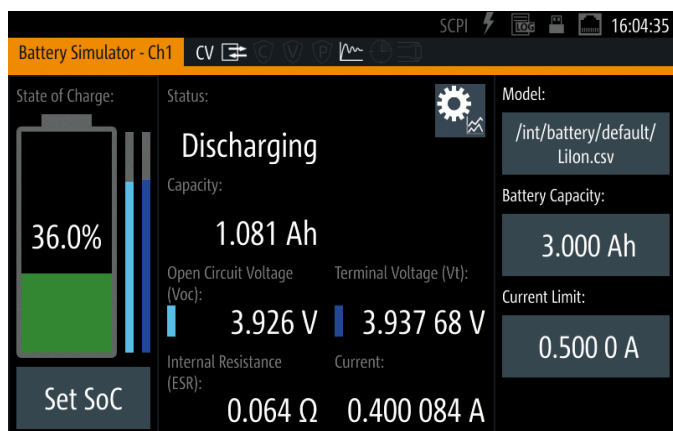 SCPI LOG 16:04:35
Battery Simulator - Ch1 CV C V P
State of Charge:
36.0%
Set SoC
Status:
Discharging
Capacity:
1.081 Ah
Open Circuit Voltage
(Voc):
3.926 V
Terminal Voltage (Vt):
3.937 68 V
Internal Resistance
(ESR):
0.064 Ω
Current:
0.400 084 A
Model:
/int/battery/default/
LiIon.csv
Battery Capacity:
3.000 Ah
Current Limit:
0.500 0 A